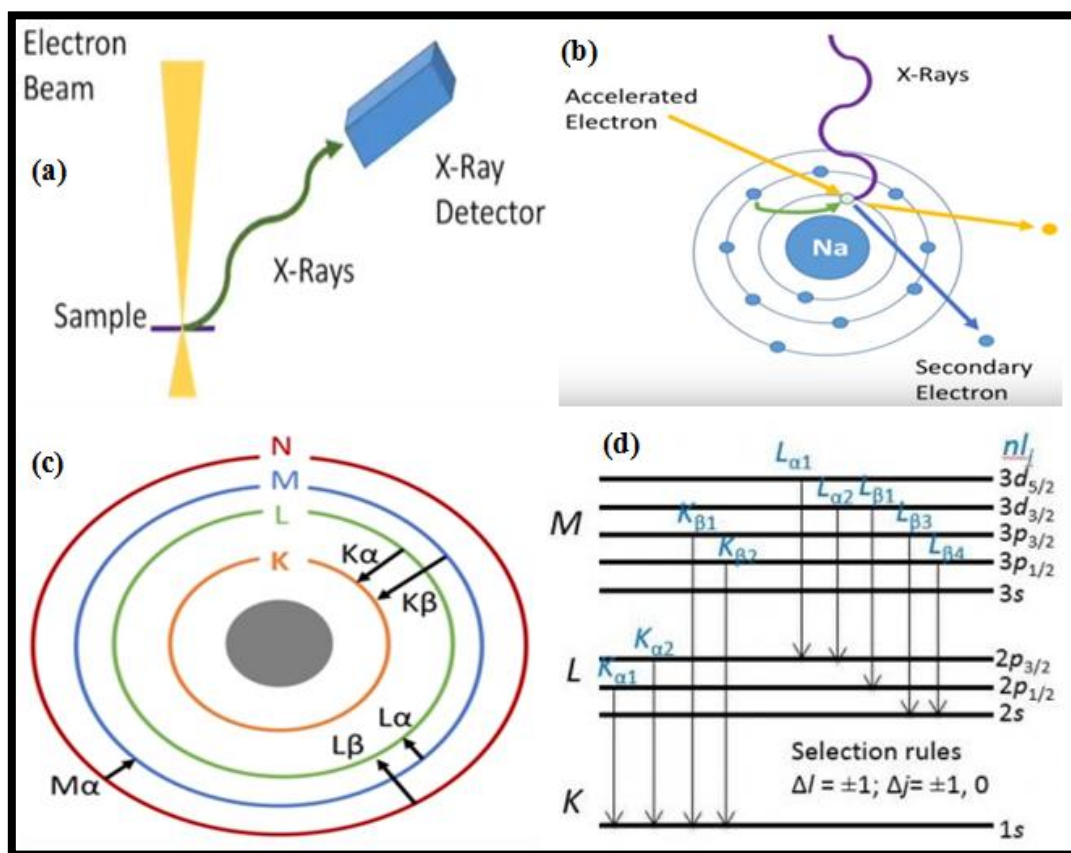 Electron
Beam
(a)
X-Ray
Detector
X-Rays
Sample
(b)
X-Rays
Accelerated
Electron
Na
Secondary
Electron
(c)
N
M
L
K
Kα
Kβ
Lα
Lβ
Mα
(d)
nlj
Lα1
3d5/2
Lα2 Lβ1
3d3/2
M
Kβ1
Lβ3
3p3/2
Kβ2
Lβ4
3p1/2
3s
Kα2
L
2p3/2
Kα1
2p1/2
2s
Selection rules
Δl = ±1; Δj= ±1, 0
K
1s